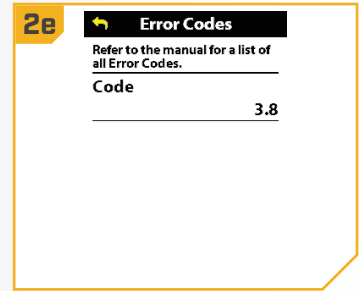 2e
Error Codes
Refer to the manual for a list of
all Error Codes.
Code
3.8